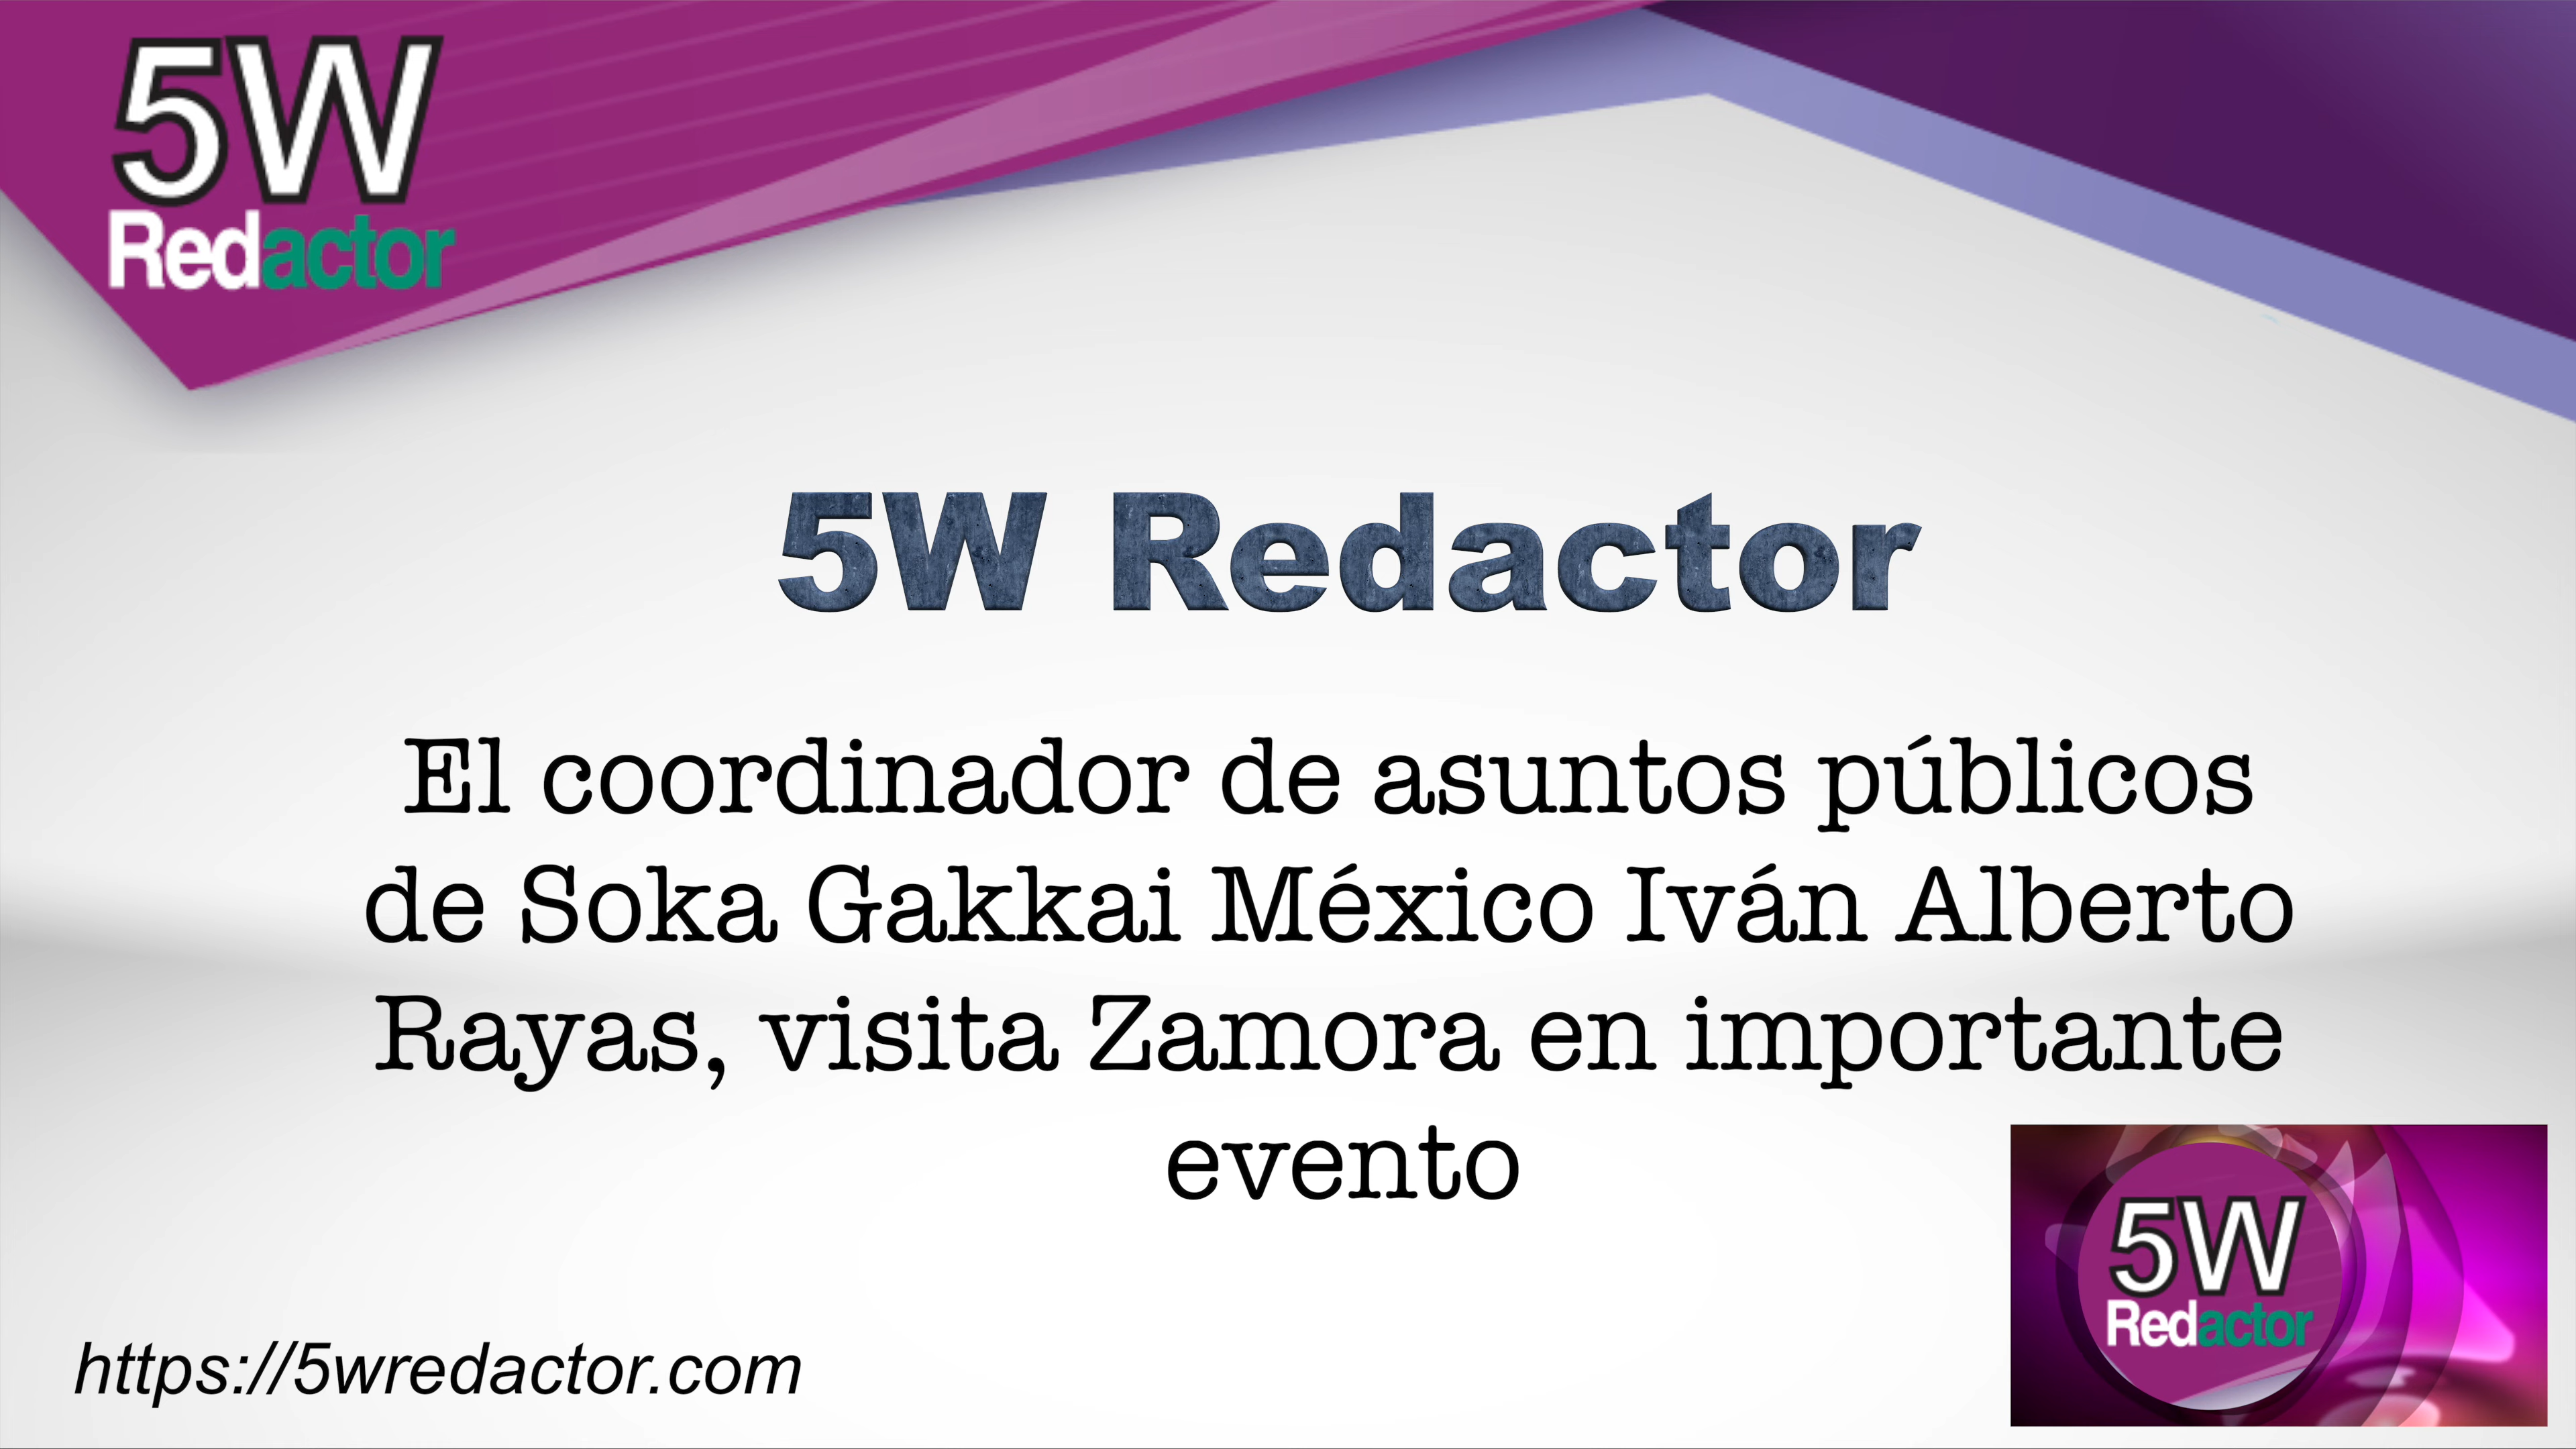 5W
Redactor
5W Redactor
El coordinador de asuntos públicos
de Soka Gakkai México Iván Alberto
Rayas, visita Zamora en importante
evento
5W
Redactor
https://5wredactor.com